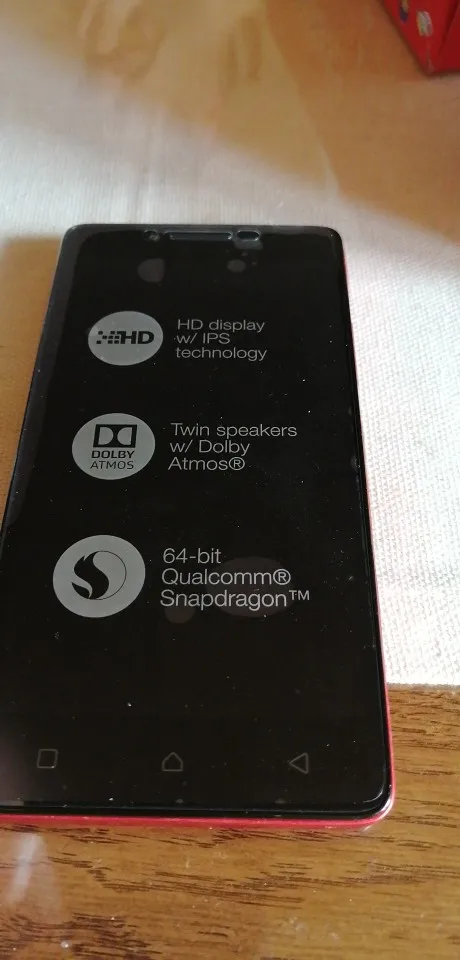 HD
HD display
w/ IPS
technology
DOLBY
ATMOS
Twin speakers
w/ Dolby
Atmos®
64-bit
Qualcomm®
Snapdragon™